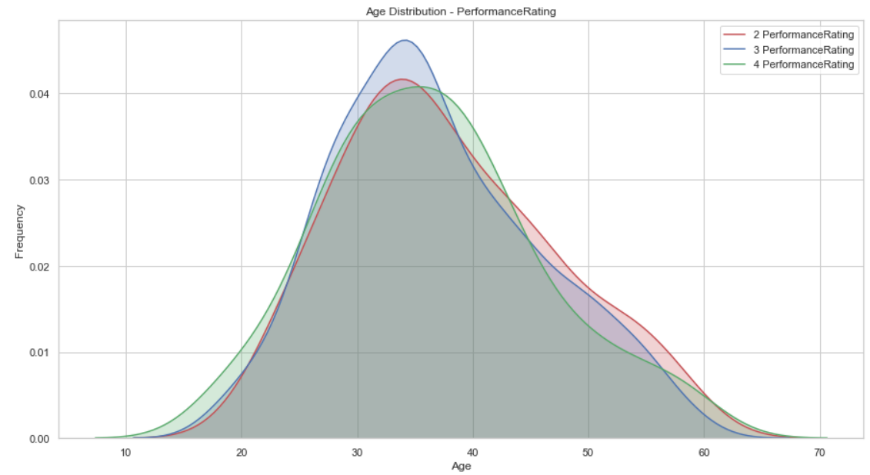 Age Distribution - PerformanceRating
2 PerformanceRating
3 PerformanceRating
4 PerformanceRating
0.04
0.03
0.02
0.01
0.00
Frequency
10 20 30 40 50 60 70
Age